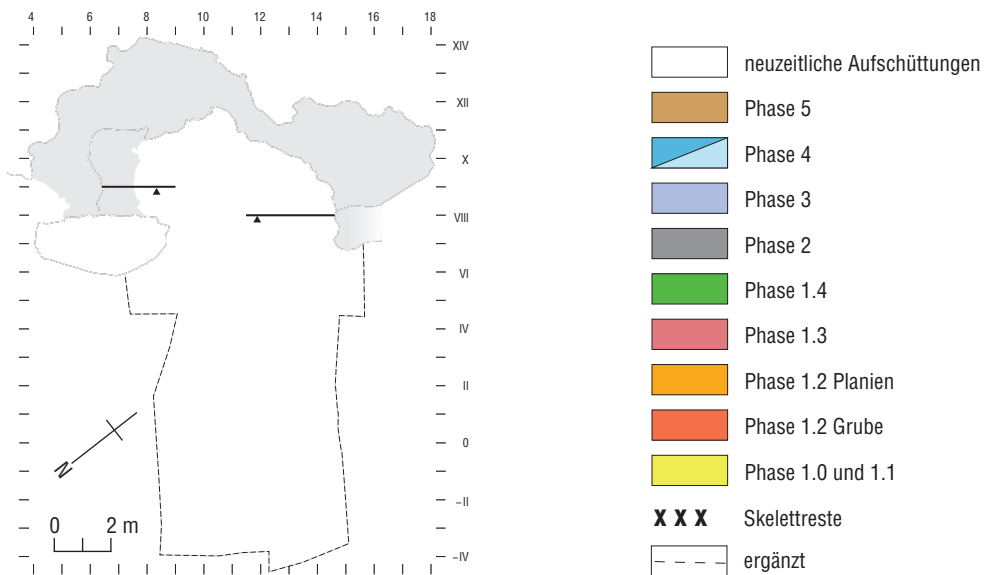 4 6 8 10 12 14 16 18
XIV
XII
X
VIII
VI
IV
II
0
–II
–IV
N
0 2 m
neuzeitliche Aufschüttungen
Phase 5
Phase 4
Phase 3
Phase 2
Phase 1.4
Phase 1.3
Phase 1.2 Planien
Phase 1.2 Grube
Phase 1.0 und 1.1
X X X Skelettreste
ergänzt